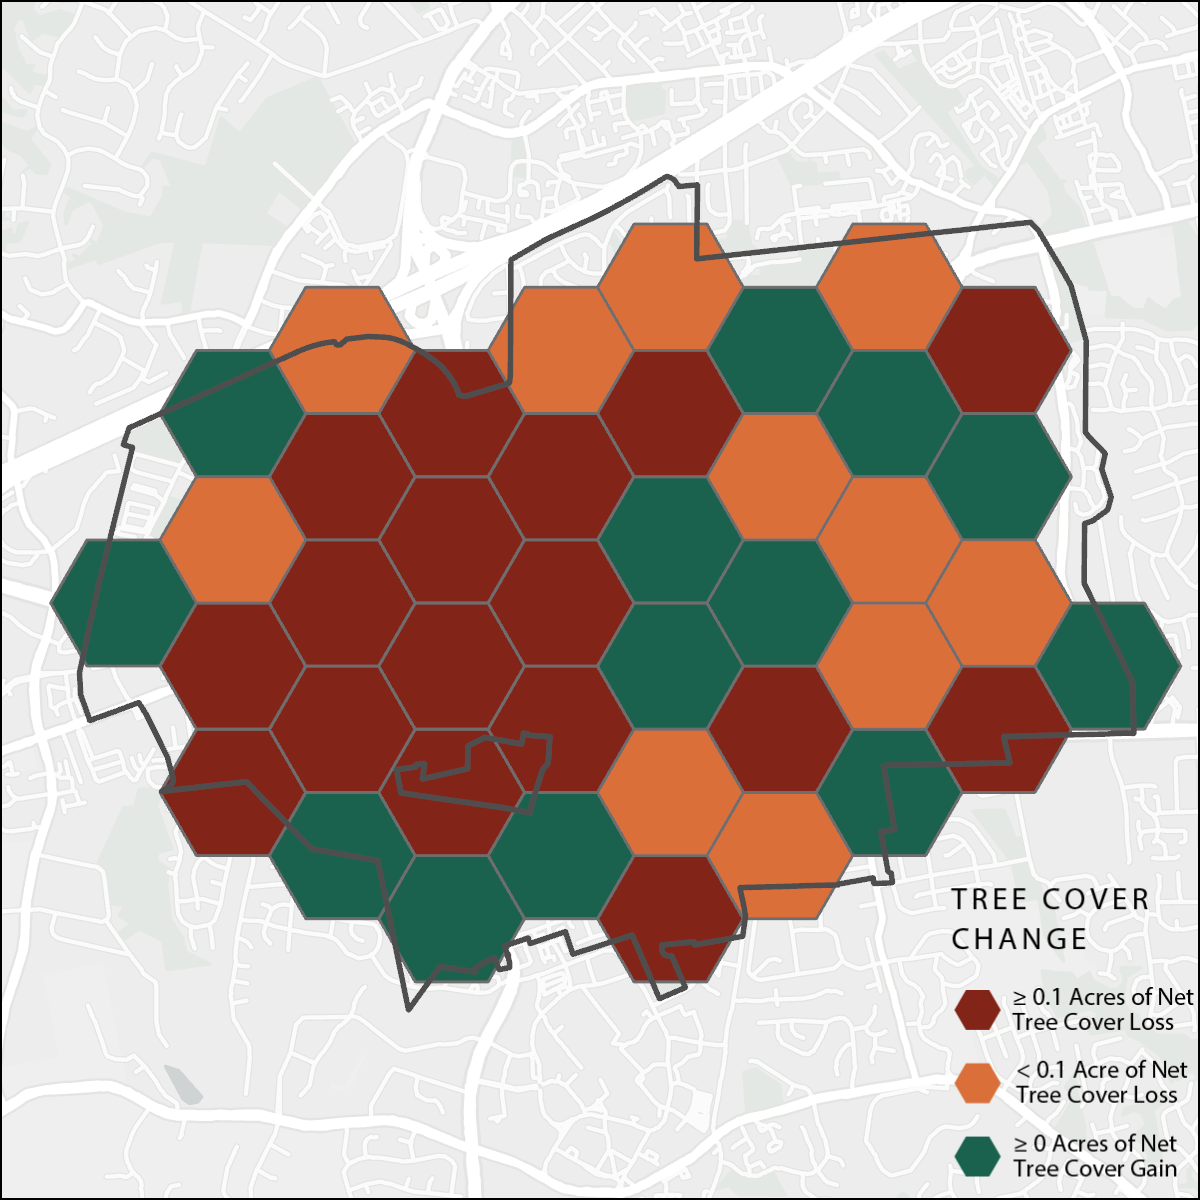 TREE COVER
CHANGE
≥ 0.1 Acres of Net
Tree Cover Loss
< 0.1 Acre of Net
Tree Cover Loss
≥ 0 Acres of Net
Tree Cover Gain